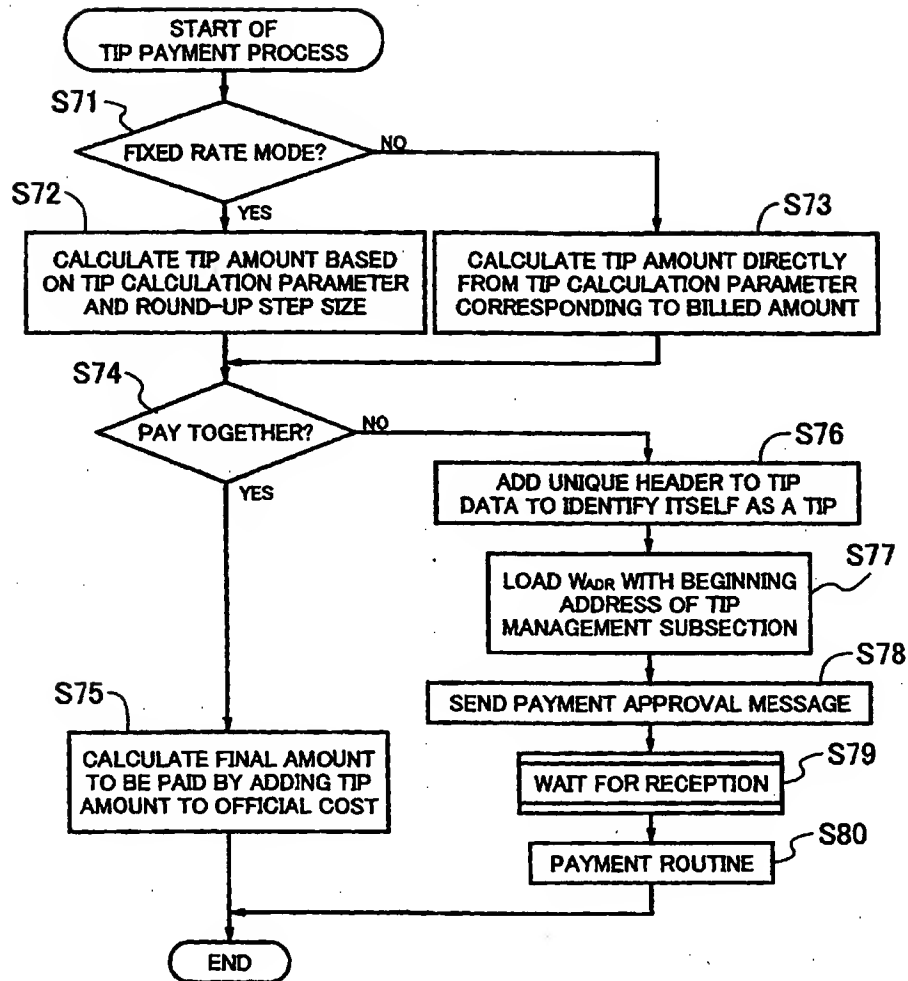 START OF
TIP PAYMENT PROCESS
S71
FIXED RATE MODE?
NO
S72
YES
S73
CALCULATE TIP AMOUNT BASED
ON TIP CALCULATION PARAMETER
AND ROUND-UP STEP SIZE
CALCULATE TIP AMOUNT DIRECTLY
FROM TIP CALCULATION PARAMETER
CORRESPONDING TO BILLED AMOUNT
S74
PAY TOGETHER?
NO
YES
S76
ADD UNIQUE HEADER TO TIP
DATA TO IDENTIFY ITSELF AS A TIP
S77
LOAD WADR WITH BEGINNING
ADDRESS OF TIP
MANAGEMENT SUBSECTION
S78
SEND PAYMENT APPROVAL MESSAGE
S75
CALCULATE FINAL AMOUNT
TO BE PAID BY ADDING TIP
AMOUNT TO OFFICIAL COST
S79
WAIT FOR RECEPTION
S80
PAYMENT ROUTINE
END